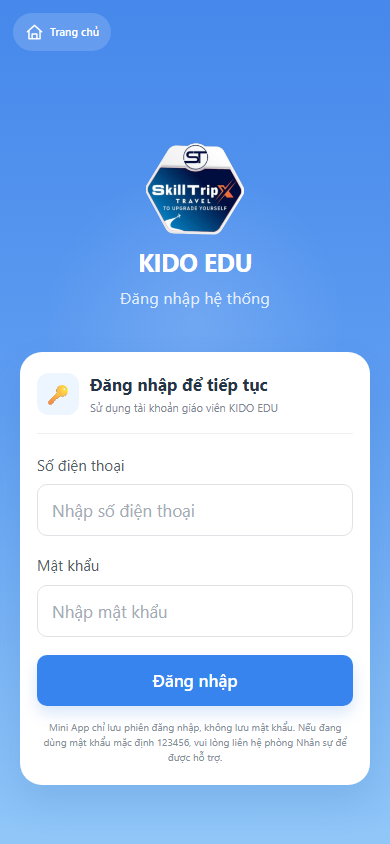 Trang chủ
ST
SkillTripX
TRAVEL
TO UPGRADE YOURSELF
KIDO EDU
Đăng nhập hệ thống
Đăng nhập để tiếp tục
Sử dụng tài khoản giáo viên KIDO EDU
Số điện thoại
Nhập số điện thoại
Mật khẩu
Nhập mật khẩu
Đăng nhập
Mini App chỉ lưu phiên đăng nhập, không lưu mật khẩu. Nếu đang
dùng mật khẩu mặc định 123456, vui lòng liên hệ phòng Nhân sự để
được hỗ trợ.